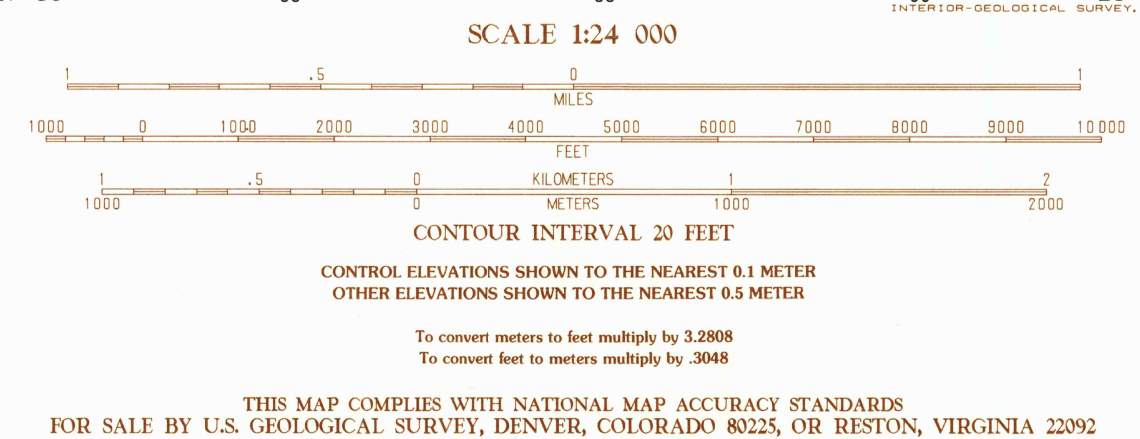 INTERIOR-GEOLOGICAL SURVEY,
SCALE 1:24 000
1 .5 0 1
MILES
1000 0 1000 2000 3000 4000 5000 6000 7000 8000 9000 10 000
FEET
1 .5 0 KILOMETERS 1 2
1000 0 METERS 1000 2000
CONTOUR INTERVAL 20 FEET
CONTROL ELEVATIONS SHOWN TO THE NEAREST 0.1 METER
OTHER ELEVATIONS SHOWN TO THE NEAREST 0.5 METER
To convert meters to feet multiply by 3.2808
To convert feet to meters multiply by .3048
THIS MAP COMPLIES WITH NATIONAL MAP ACCURACY STANDARDS
FOR SALE BY U.S. GEOLOGICAL SURVEY, DENVER, COLORADO 80225, OR RESTON, VIRGINIA 22092